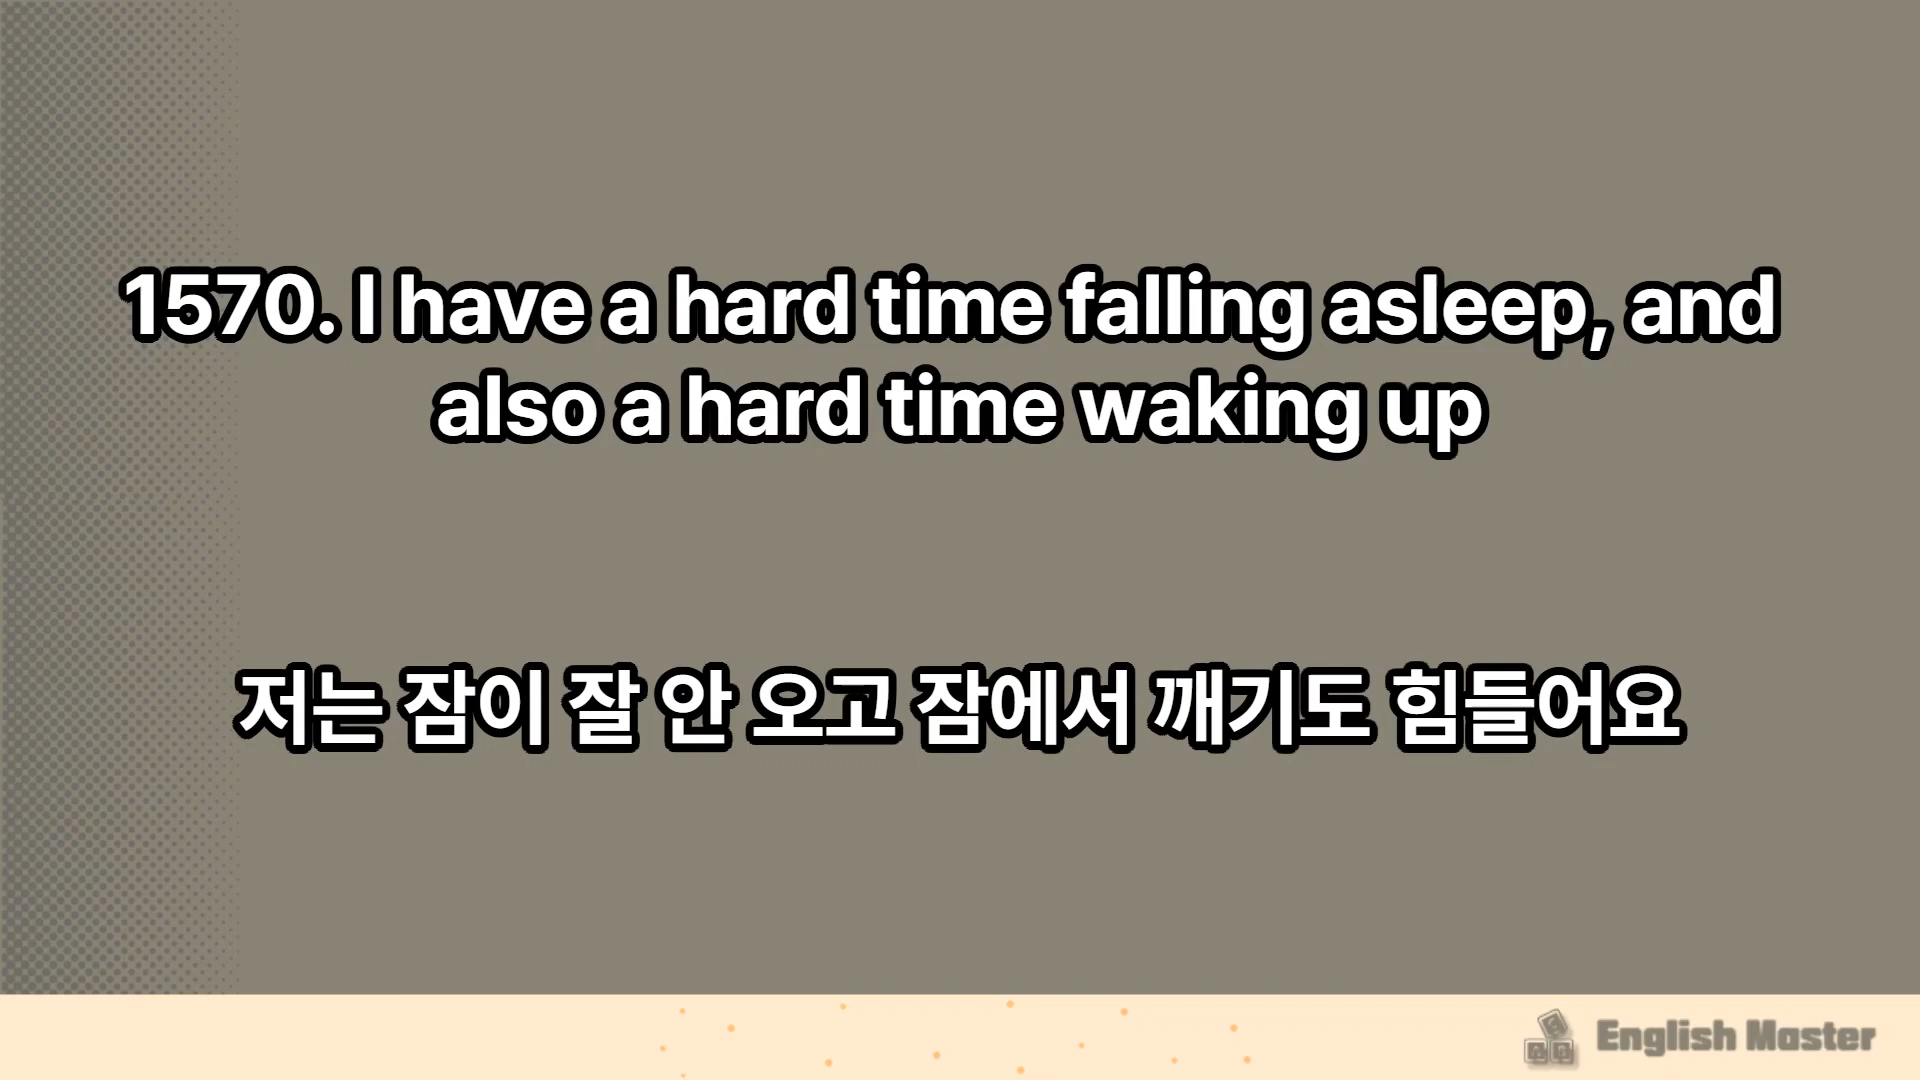 1570. I have a hard time falling asleep, and
also a hard time waking up
저는 잠이 잘 안 오고 잠에서 깨기도 힘들어요
English Master